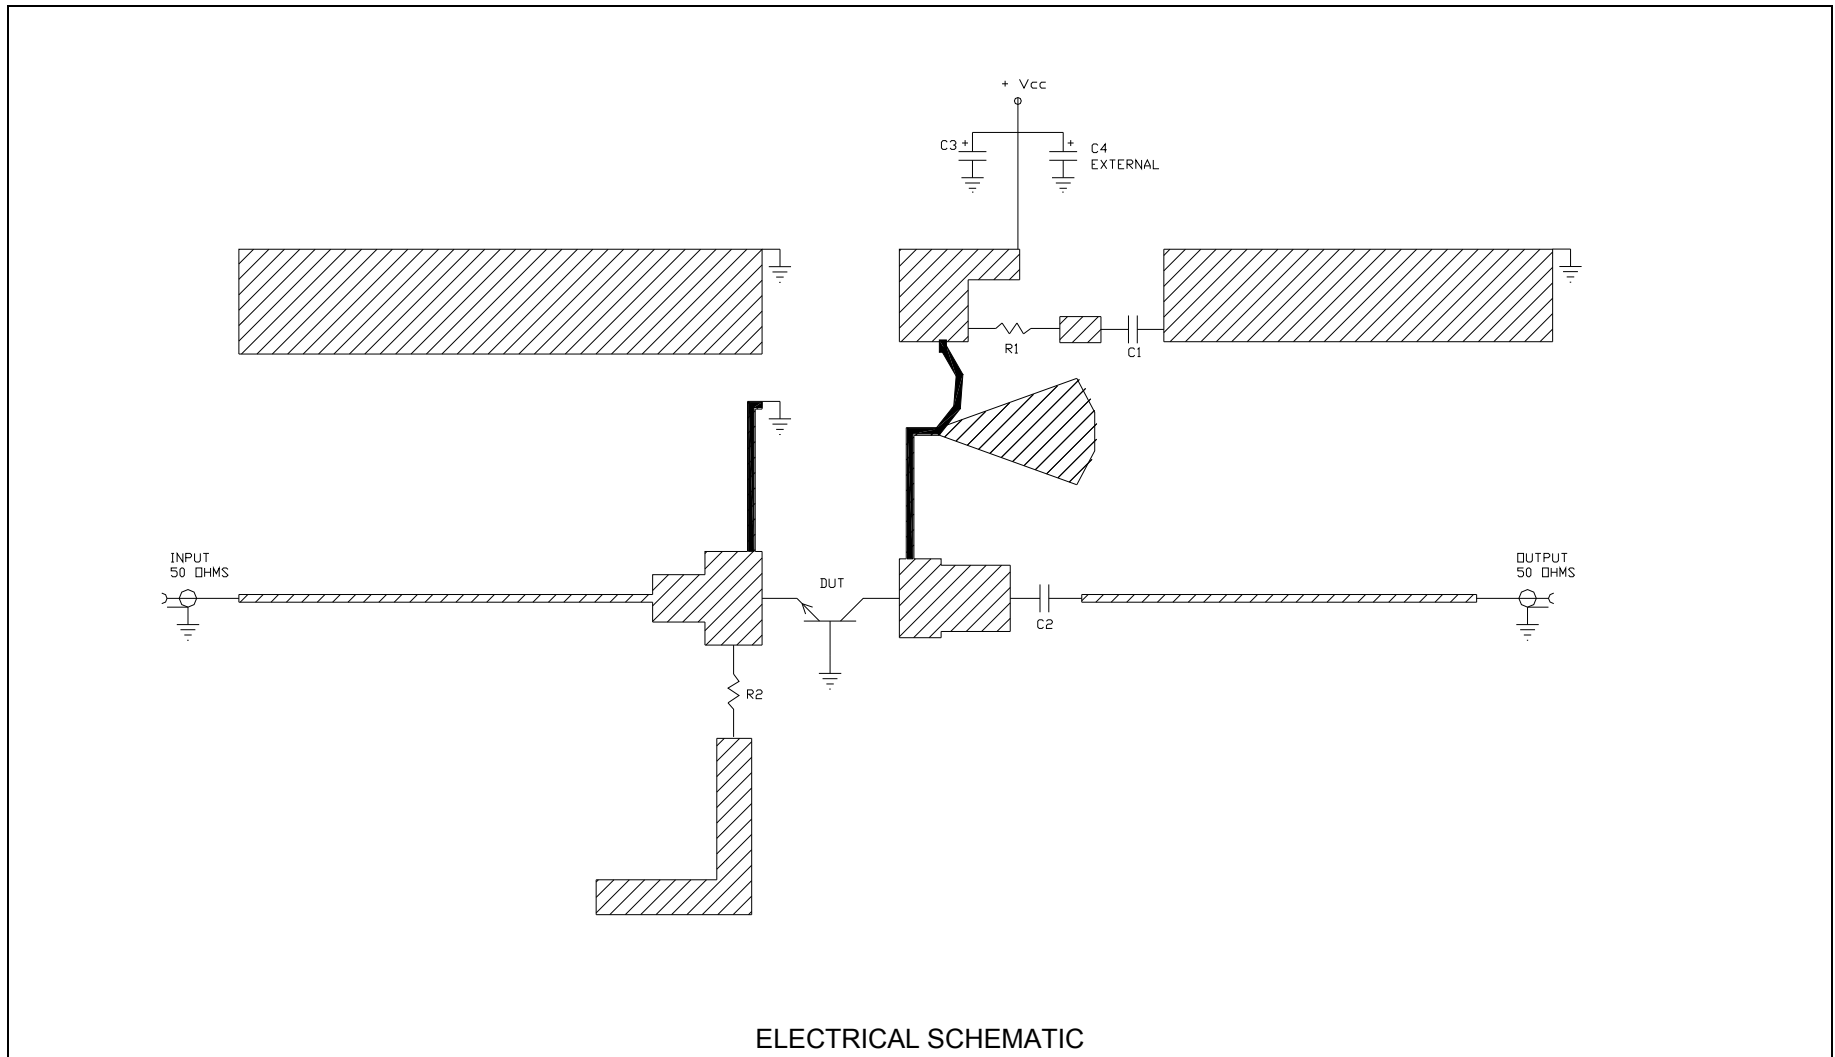 + Vcc
C3 +
+ C4
EXTERNAL
R1
C1
INPUT
50 OHMS
DUT
OUTPUT
50 OHMS
C2
R2
ELECTRICAL SCHEMATIC